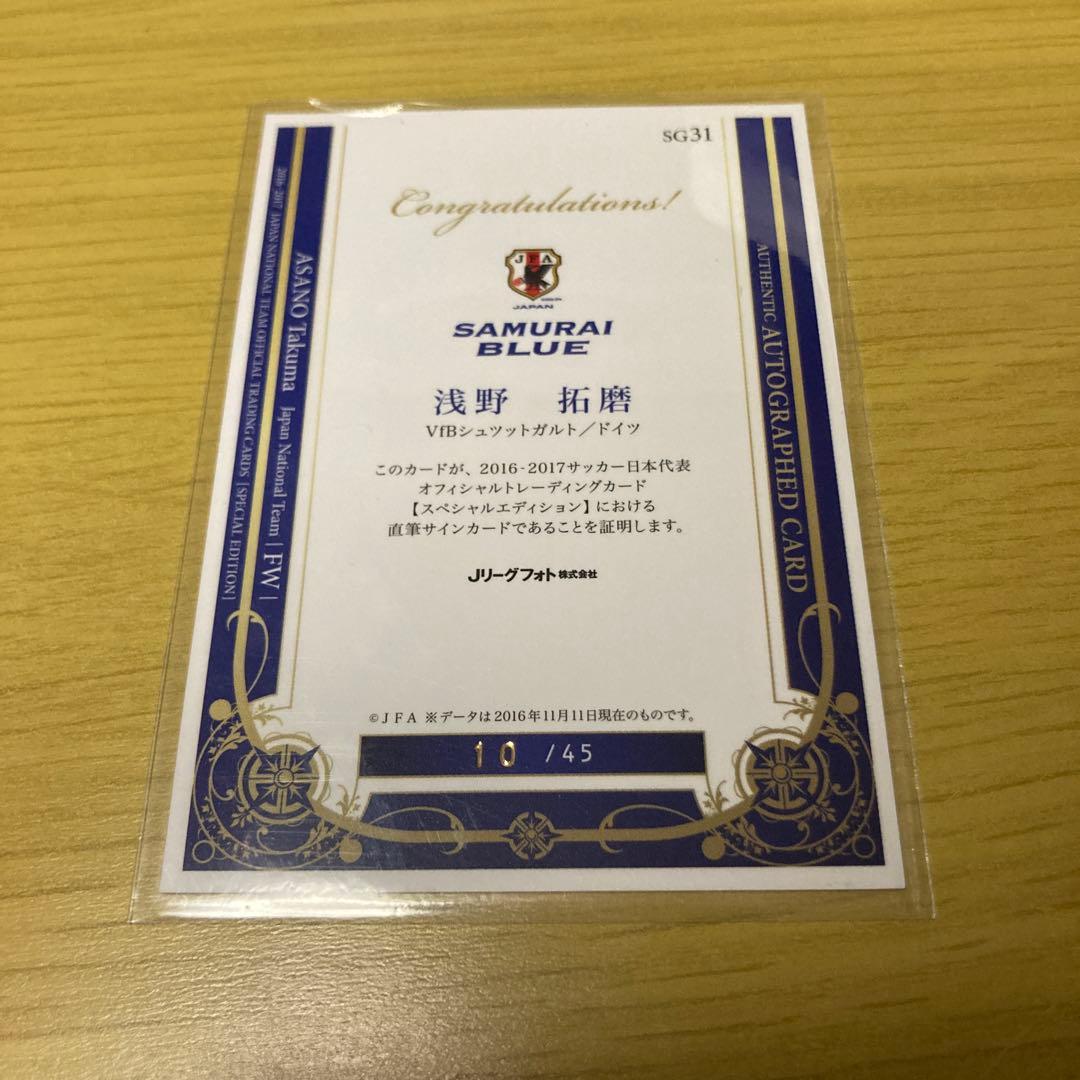 SG31
Congratulations!
JFA
JAPAN
SAMURAI
BLUE
浅野 拓磨
VfBシュツットガルト／ドイツ
このカードが、2016-2017サッカー日本代表
オフィシャルトレーディングカード
【スペシャルエディション】における
直筆サインカードであることを証明します。
Jリーグフォト株式会社
©JFA ※データは2016年11月11日現在のものです。
10 /45
ASANO Takuma Japan National Team | FW |
2016-2017 JAPAN NATIONAL TEAM OFFICIAL TRADING CARDS [SPECIAL EDITION]
AUTHENTIC AUTOGRAPHED CARD